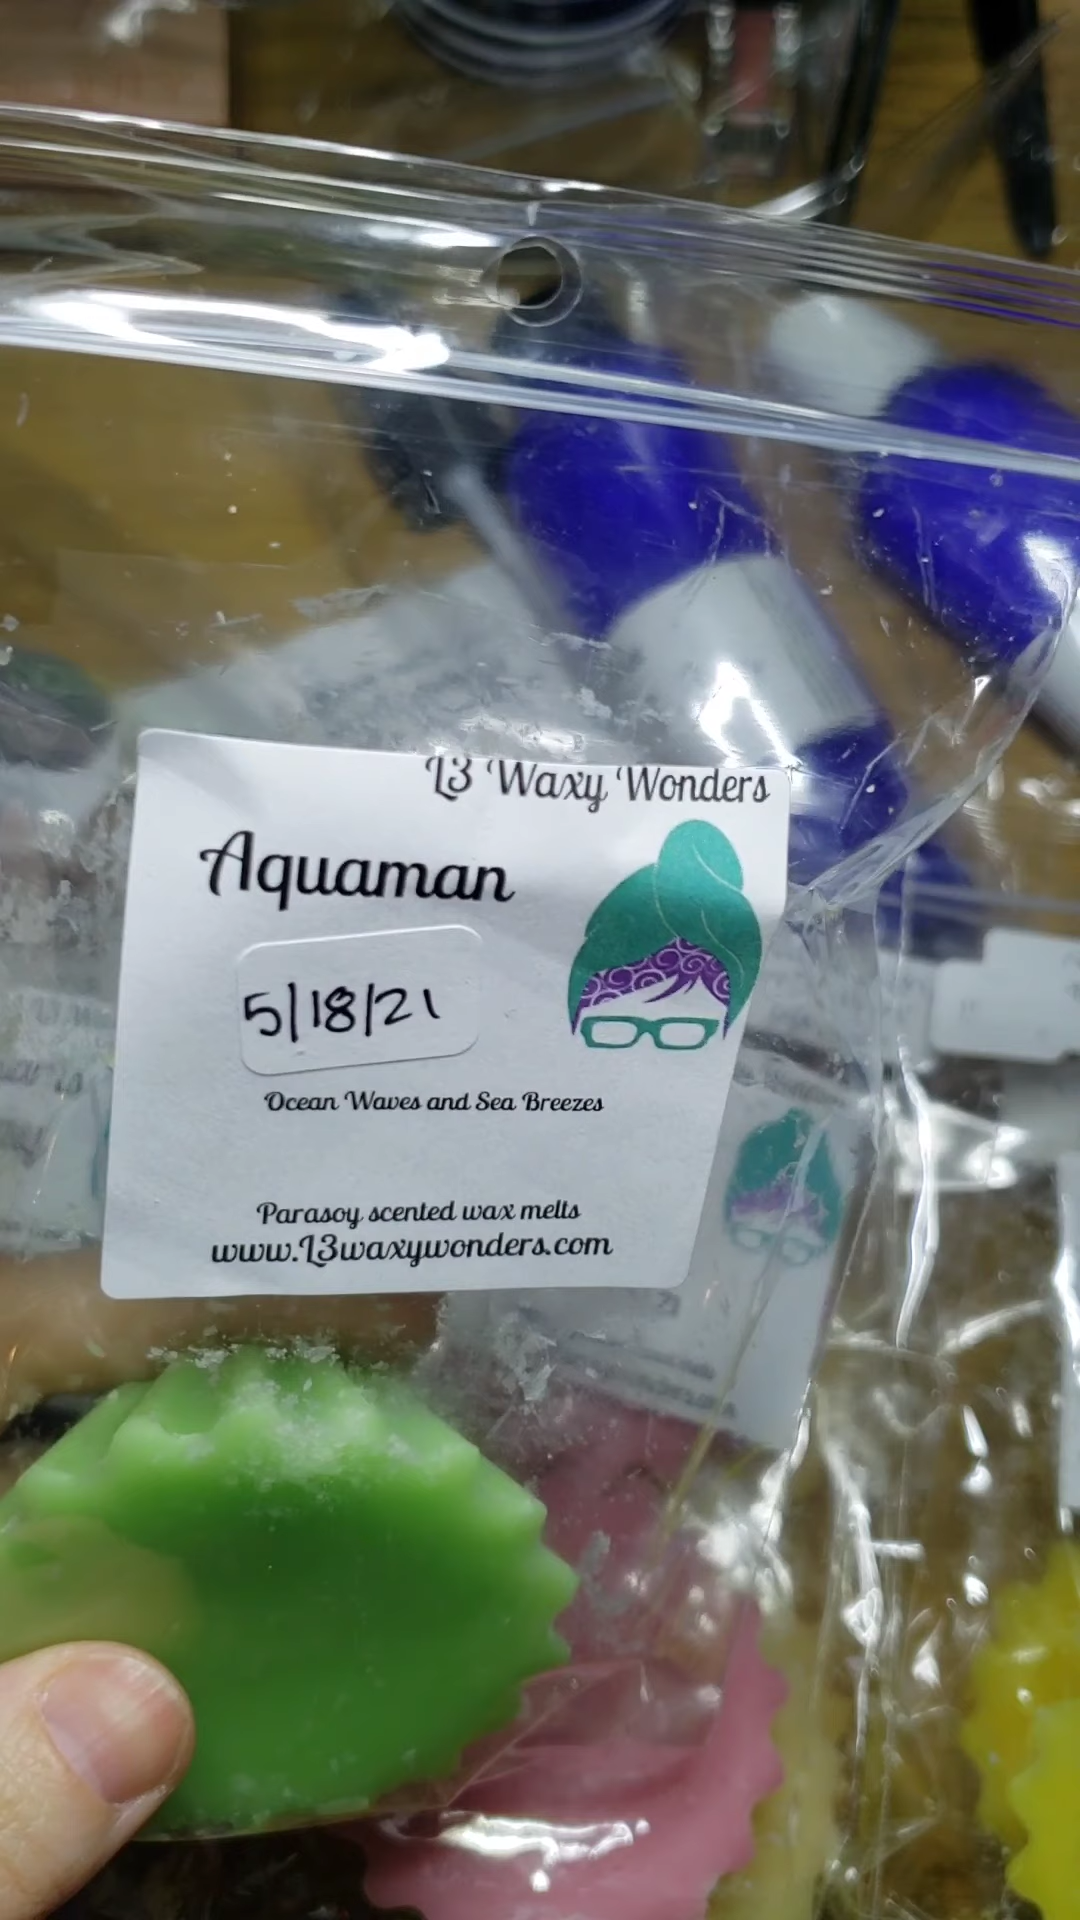 L3 Waxy Wonders
Aquaman
5/18/21
Ocean Waves and Sea Breezes
Parasoy scented wax melts
www.L3waxywonders.com